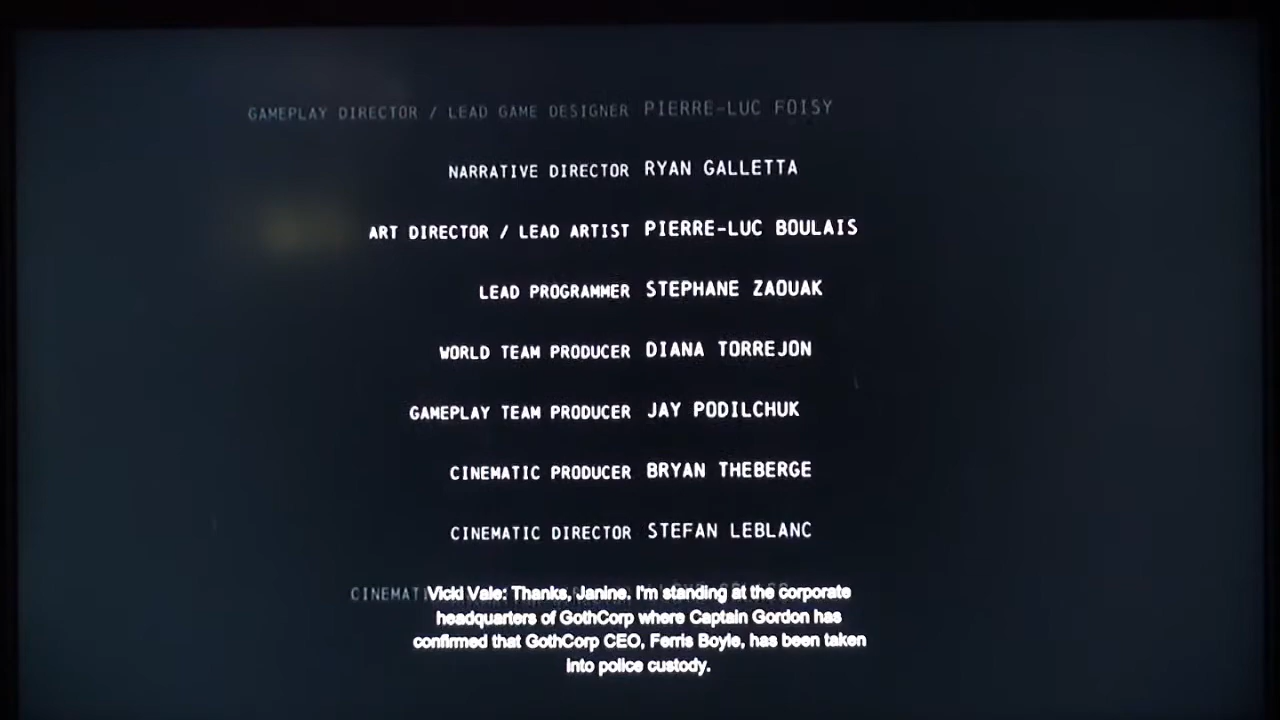 GAMEPLAY DIRECTOR / LEAD GAME DESIGNER PIERRE-LUC FOISY
NARRATIVE DIRECTOR RYAN GALLETTA
ART DIRECTOR / LEAD ARTIST PIERRE-LUC BOULAIS
LEAD PROGRAMMER STEPHANE ZAOUAK
WORLD TEAM PRODUCER DIANA TORREJON
GAMEPLAY TEAM PRODUCER JAY PODILCHUK
CINEMATIC PRODUCER BRYAN THEBERGE
CINEMATIC DIRECTOR STEFAN LEBLANC
Vicki Vale: Thanks, Janine. I'm standing at the corporate
headquarters of GothCorp where Captain Gordon has
confirmed that GothCorp CEO, Ferris Boyle, has been taken
into police custody.